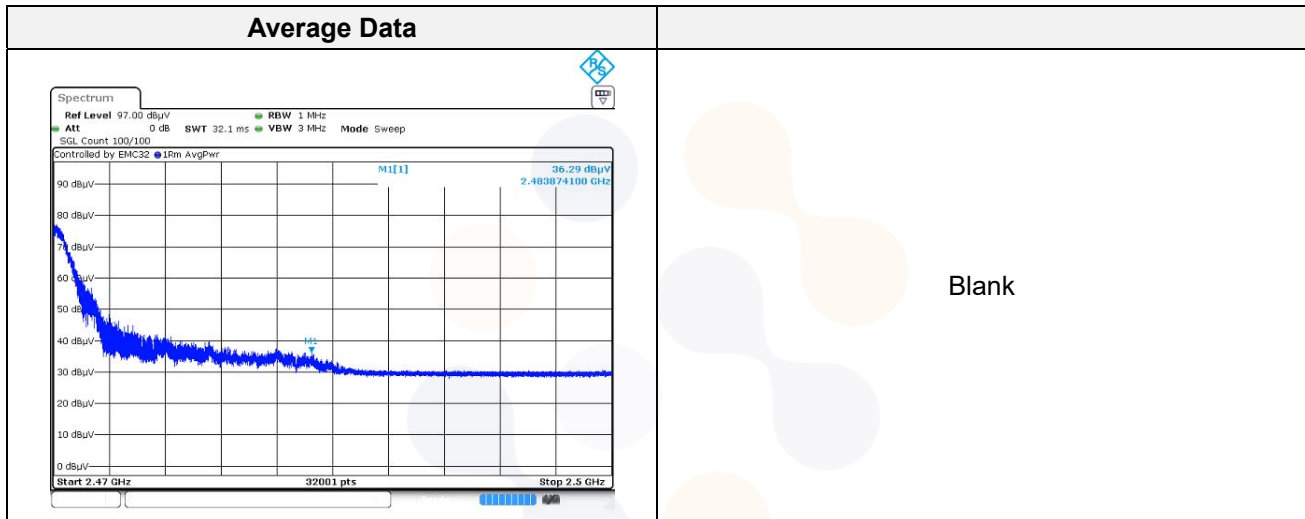 Average Data
R&S
Spectrum
Ref Level 97.00 dBµV RBW 1 MHz
Att 0 dB SWT 32.1 ms VBW 3 MHz Mode Sweep
SGL Count 100/100
Controlled by EMC32 1Rm AvgPwr
M1[1] 36.29 dBµV
2.483874100 GHz
90 dBµV
80 dBµV
70 dBµV
60 dBµV
50 dBµV
40 dBµV
M1
30 dBµV
20 dBµV
10 dBµV
0 dBµV
Start 2.47 GHz 32001 pts Stop 2.5 GHz
Blank